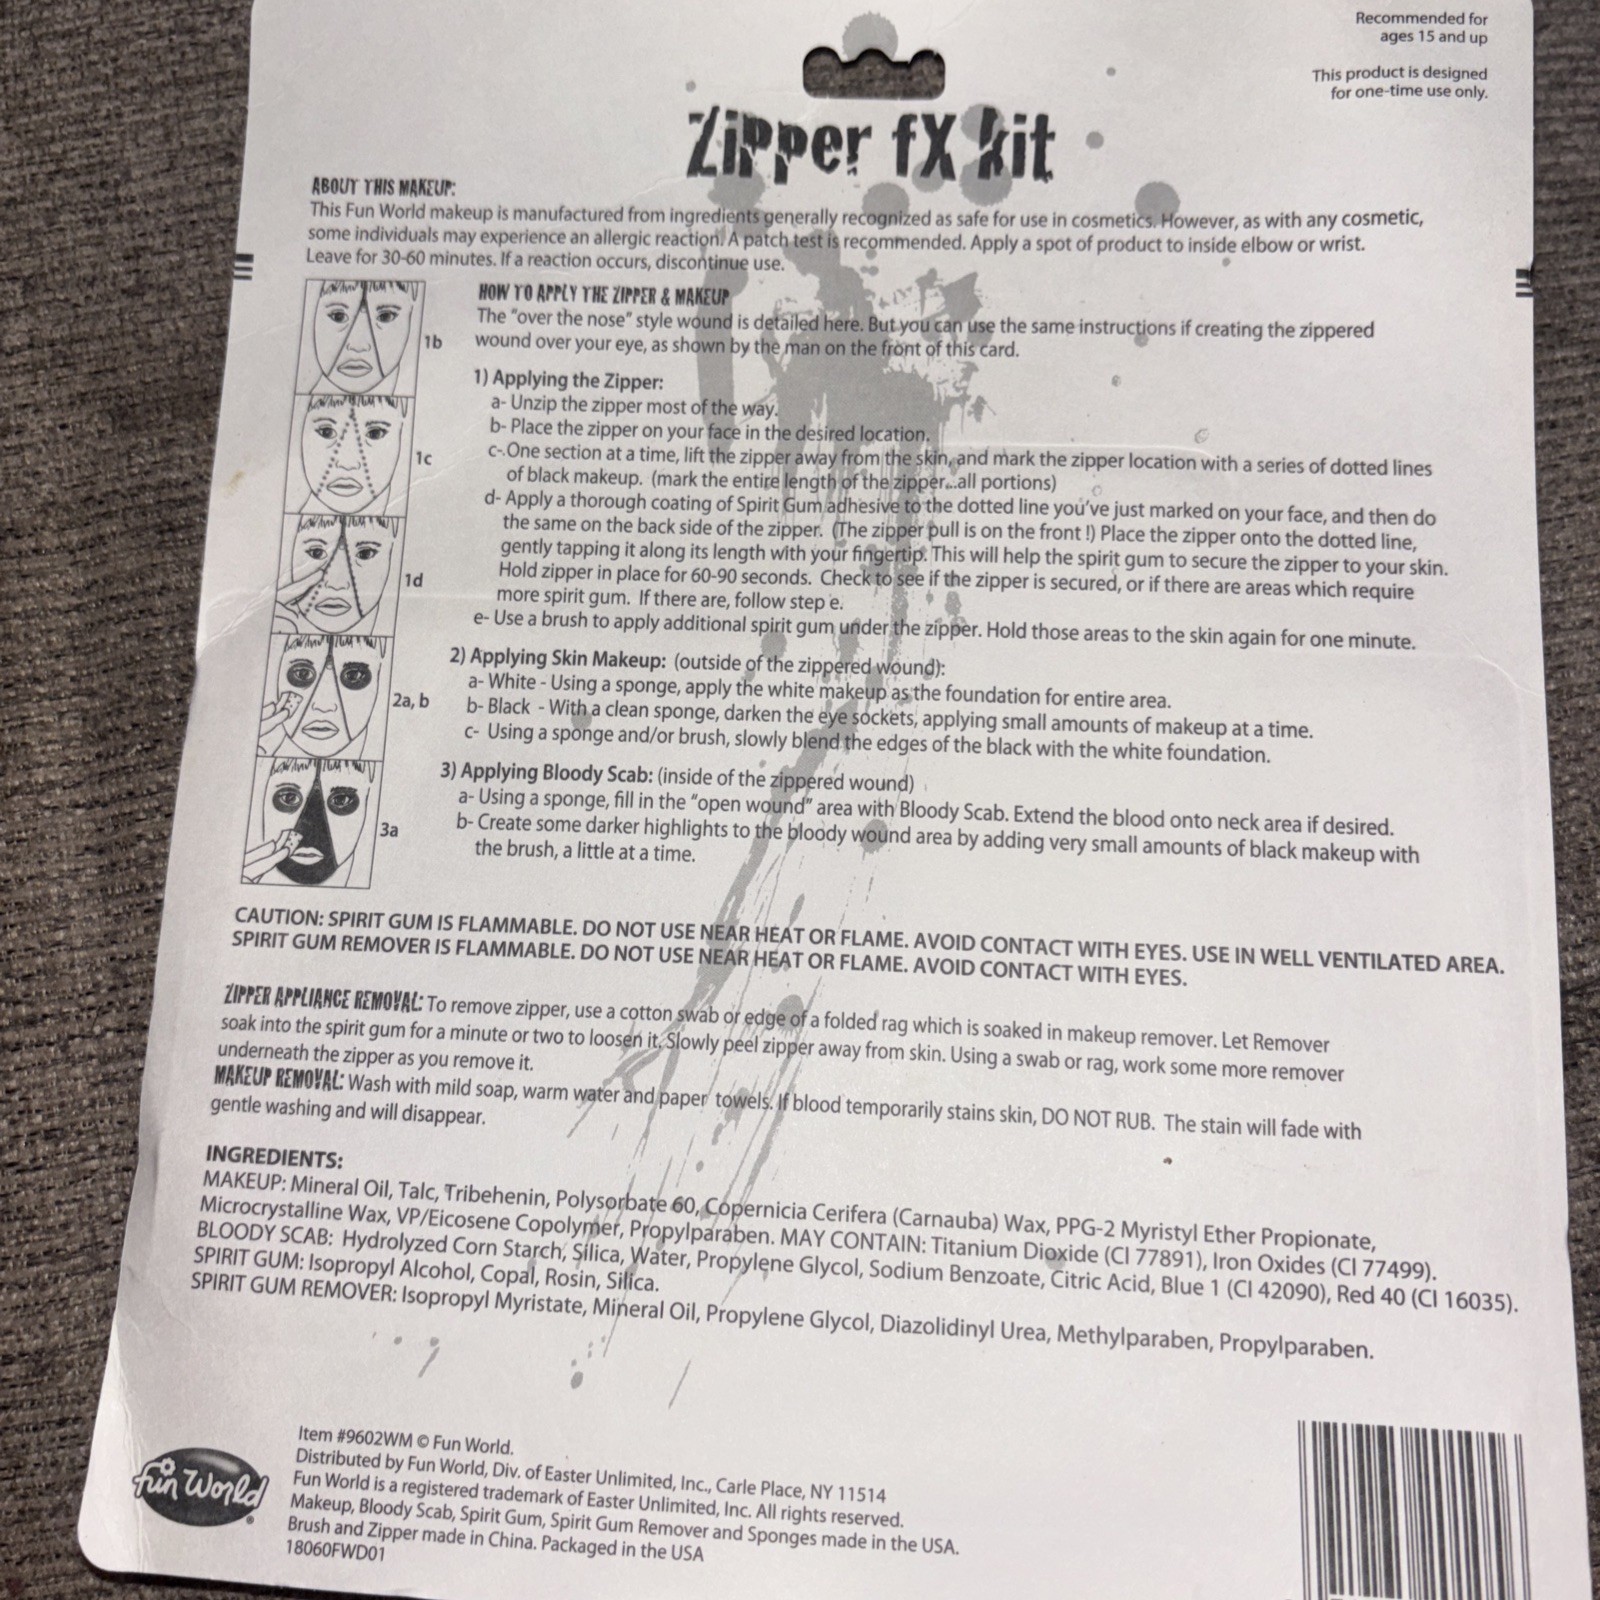 Recommended for
ages 15 and up
This product is designed
for one-time use only.
Zipper fX kit
ABOUT THIS MAKEUP:
This Fun World makeup is manufactured from ingredients generally recognized as safe for use in cosmetics. However, as with any cosmetic,
some individuals may experience an allergic reaction. A patch test is recommended. Apply a spot of product to inside elbow or wrist.
Leave for 30-60 minutes. If a reaction occurs, discontinue use.
HOW TO APPLY THE ZIPPER & MAKEUP
The "over the nose" style wound is detailed here. But you can use the same instructions if creating the zippered
wound over your eye, as shown by the man on the front of this card.
1b
1) Applying the Zipper:
a- Unzip the zipper most of the way.
b- Place the zipper on your face in the desired location.
c-.One section at a time, lift the zipper away from the skin, and mark the zipper location with a series of dotted lines
of black makeup. (mark the entire length of the zipper...all portions)
1c
d- Apply a thorough coating of Spirit Gum adhesive to the dotted line you've just marked on your face, and then do
the same on the back side of the zipper. (The zipper pull is on the front !) Place the zipper onto the dotted line,
gently tapping it along its length with your fingertip. This will help the spirit gum to secure the zipper to your skin.
Hold zipper in place for 60-90 seconds. Check to see if the zipper is secured, or if there are areas which require
more spirit gum. If there are, follow step e.
1d
e- Use a brush to apply additional spirit gum under the zipper. Hold those areas to the skin again for one minute.
2) Applying Skin Makeup: (outside of the zippered wound):
a- White - Using a sponge, apply the white makeup as the foundation for entire area.
b- Black - With a clean sponge, darken the eye sockets, applying small amounts of makeup at a time.
c- Using a sponge and/or brush, slowly blend the edges of the black with the white foundation.
2a, b
3) Applying Bloody Scab: (inside of the zippered wound)
a- Using a sponge, fill in the "open wound" area with Bloody Scab. Extend the blood onto neck area if desired.
b- Create some darker highlights to the bloody wound area by adding very small amounts of black makeup with
the brush, a little at a time.
3a
CAUTION: SPIRIT GUM IS FLAMMABLE. DO NOT USE NEAR HEAT OR FLAME. AVOID CONTACT WITH EYES. USE IN WELL VENTILATED AREA.
SPIRIT GUM REMOVER IS FLAMMABLE. DO NOT USE NEAR HEAT OR FLAME. AVOID CONTACT WITH EYES.
ZIPPER APPLIANCE REMOVAL: To remove zipper, use a cotton swab or edge of a folded rag which is soaked in makeup remover. Let Remover
soak into the spirit gum for a minute or two to loosen it. Slowly peel zipper away from skin. Using a swab or rag, work some more remover
underneath the zipper as you remove it.
MAKEUP REMOVAL: Wash with mild soap, warm water and paper towels. If blood temporarily stains skin, DO NOT RUB. The stain will fade with
gentle washing and will disappear.
INGREDIENTS:
MAKEUP: Mineral Oil, Talc, Tribehenin, Polysorbate 60, Copernicia Cerifera (Carnauba) Wax, PPG-2 Myristyl Ether Propionate,
Microcrystalline Wax, VP/Eicosene Copolymer, Propylparaben. MAY CONTAIN: Titanium Dioxide (CI 77891), Iron Oxides (CI 77499).
BLOODY SCAB: Hydrolyzed Corn Starch, Silica, Water, Propylene Glycol, Sodium Benzoate, Citric Acid, Blue 1 (CI 42090), Red 40 (CI 16035).
SPIRIT GUM: Isopropyl Alcohol, Copal, Rosin, Silica.
SPIRIT GUM REMOVER: Isopropyl Myristate, Mineral Oil, Propylene Glycol, Diazolidinyl Urea, Methylparaben, Propylparaben.
fun World ®
Item #9602WM © Fun World.
Distributed by Fun World, Div. of Easter Unlimited, Inc., Carle Place, NY 11514
Fun World is a registered trademark of Easter Unlimited, Inc. All rights reserved.
Makeup, Bloody Scab, Spirit Gum, Spirit Gum Remover and Sponges made in the USA.
Brush and Zipper made in China. Packaged in the USA
18060FWD01